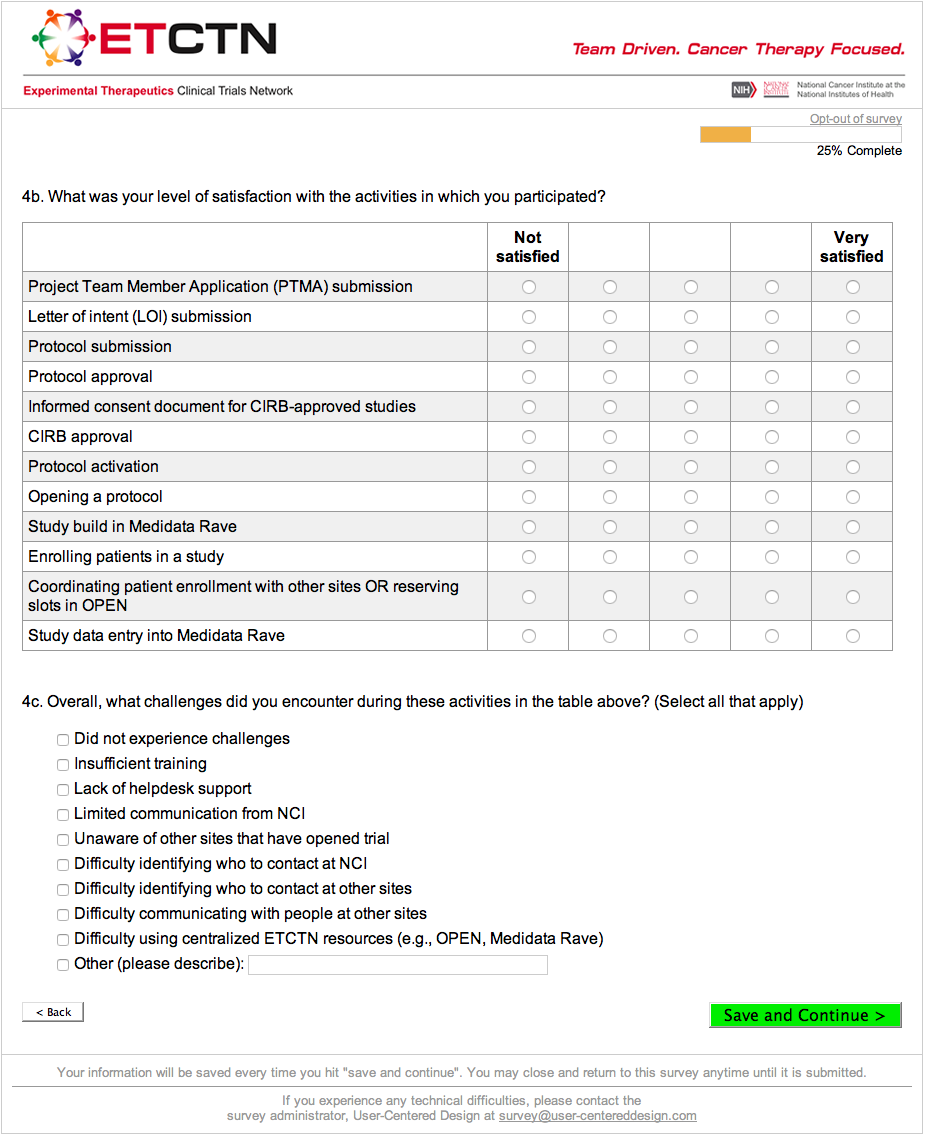 ETCTN
Team Driven. Cancer Therapy Focused.
Experimental Therapeutics Clinical Trials Network
NIH
NATIONAL
CANCER
INSTITUTE
National Cancer Institute at the
National Institutes of Health
Opt-out of survey
25% Complete
4b. What was your level of satisfaction with the activities in which you participated?
Not
satisfied
Very
satisfied
Project Team Member Application (PTMA) submission
Letter of intent (LOI) submission
Protocol submission
Protocol approval
Informed consent document for CIRB-approved studies
CIRB approval
Protocol activation
Opening a protocol
Study build in Medidata Rave
Enrolling patients in a study
Coordinating patient enrollment with other sites OR reserving
slots in OPEN
Study data entry into Medidata Rave
4c. Overall, what challenges did you encounter during these activities in the table above? (Select all that apply)
Did not experience challenges
Insufficient training
Lack of helpdesk support
Limited communication from NCI
Unaware of other sites that have opened trial
Difficulty identifying who to contact at NCI
Difficulty identifying who to contact at other sites
Difficulty communicating with people at other sites
Difficulty using centralized ETCTN resources (e.g., OPEN, Medidata Rave)
Other (please describe):
< Back
Save and Continue >
Your information will be saved every time you hit "save and continue". You may close and return to this survey anytime until it is submitted.
If you experience any technical difficulties, please contact the
survey administrator, User-Centered Design at survey@user-centereddesign.com